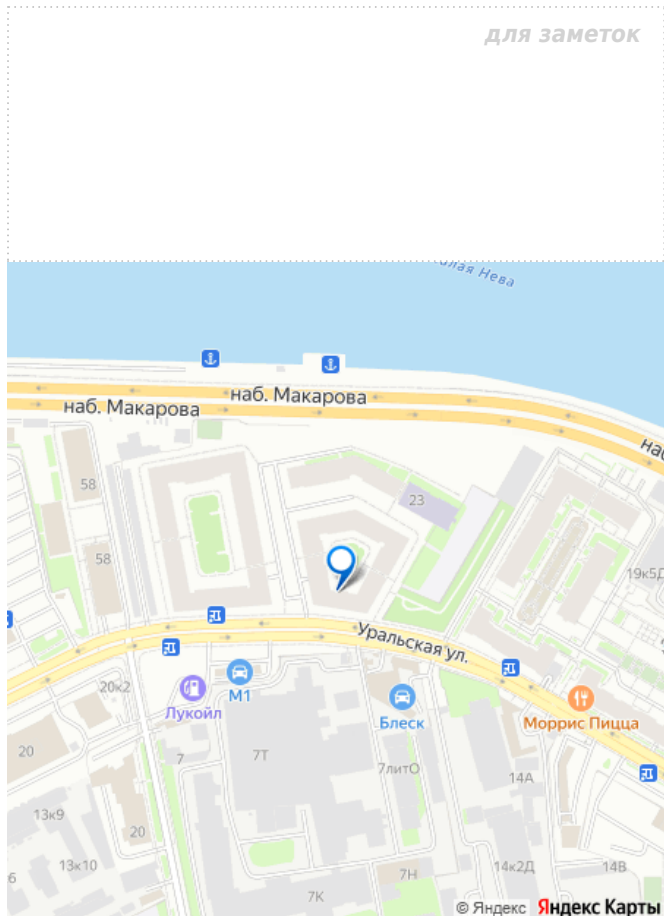 для заметок
Малая Нева
наб. Макарова
наб. Макарова
наб.
58
23
58
19к5Д
Уральская ул.
20к2
М1
Лукойл
Блеск
Моррис Пицца
20
7
7Т
7литО
14А
13к9
20
13к10
6
7Н
14к2Д
14В
7К
© Яндекс Яндекс Карты